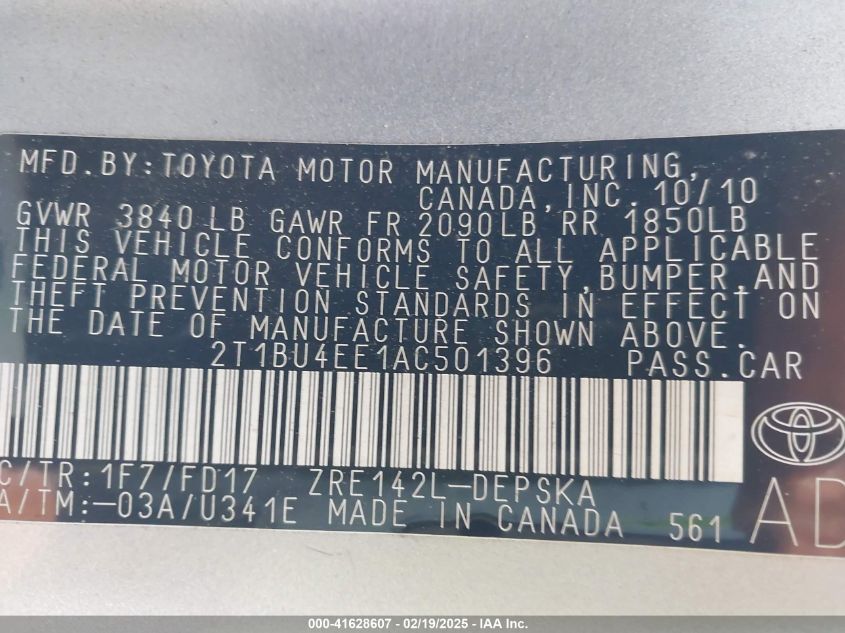 MFD.BY:TOYOTA MOTOR MANUFACTURING,
CANADA,INC. 10/10
GVWR 3840 LB GAWR FR 2090LB RR 1850LB
THIS VEHICLE CONFORMS TO ALL APPLICABLE
FEDERAL MOTOR VEHICLE SAFETY,BUMPER,AND
THEFT PREVENTION STANDARDS IN EFFECT ON
THE DATE OF MANUFACTURE SHOWN ABOVE.
2T1BU4EE1AC501396 PASS.CAR
C/TR:1F7/FD17 ZRE142L-DEPSKA
A/TM:-03A/U341E MADE IN CANADA 561 AD
000-41628607 - 02/19/2025 - IAA Inc.